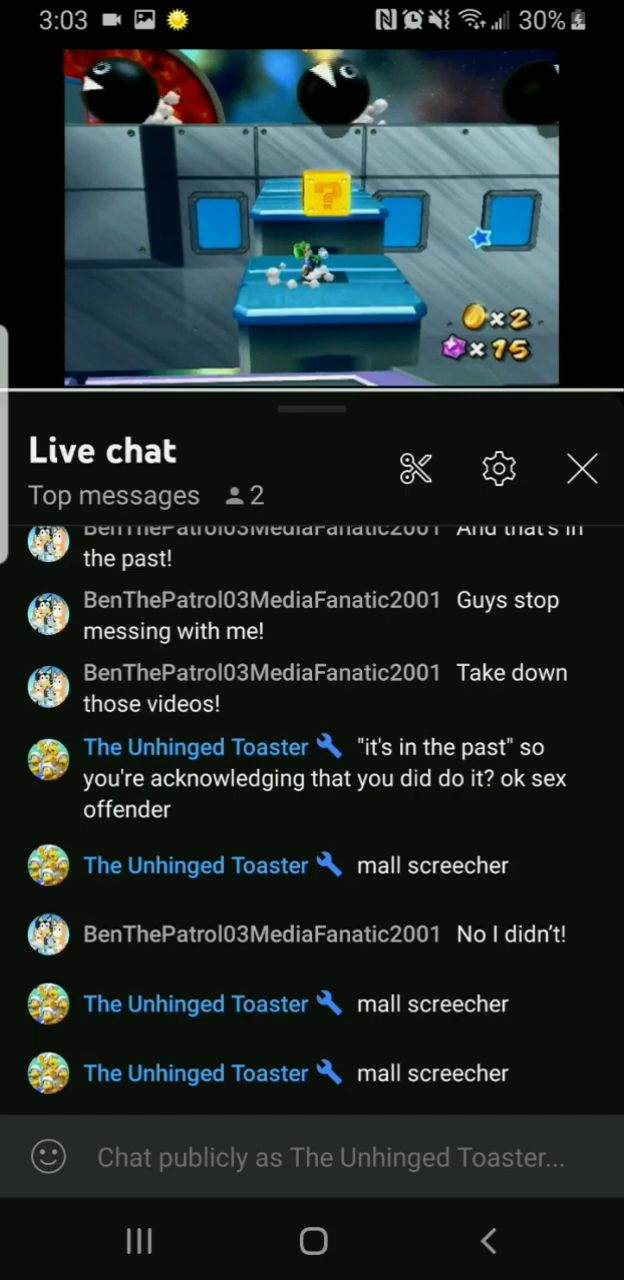 3:03
30%
?
x 2
x 15
Live chat
Top messages 2
BenThePatrol03MediaFanatic2001 And that's in
the past!
BenThePatrol03MediaFanatic2001 Guys stop
messing with me!
BenThePatrol03MediaFanatic2001 Take down
those videos!
The Unhinged Toaster "it's in the past" so
you're acknowledging that you did do it? ok sex
offender
The Unhinged Toaster mall screecher
BenThePatrol03MediaFanatic2001 No I didn't!
The Unhinged Toaster mall screecher
The Unhinged Toaster mall screecher
Chat publicly as The Unhinged Toaster...